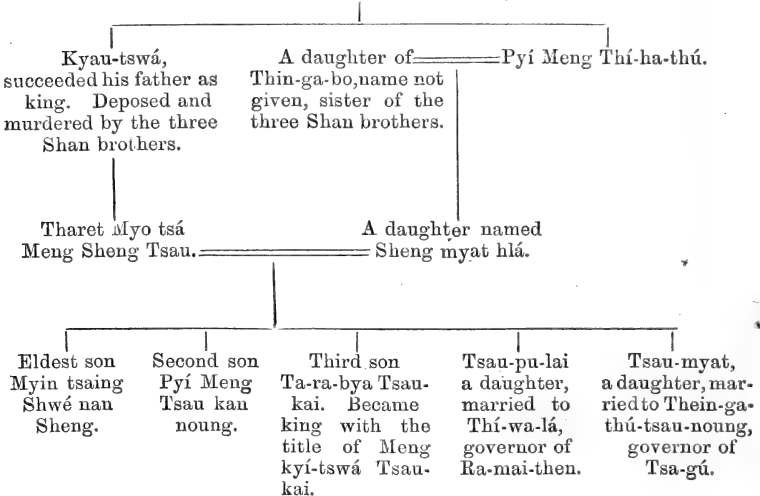 Kyau-tswá,
succeeded his father as
king. Deposed and
murdered by the three
Shan brothers.
A daughter of
Thin-ga-bo, name not
given, sister of the
three Shan brothers.
Pyí Meng Thí-ha-thú.
Tharet Myo tsá
Meng Sheng Tsau.
A daughter named
Sheng myat hlá.
Eldest son
Myin tsaing
Shwé nan
Sheng.
Second son
Pyí Meng
Tsau kan
noung.
Third son
Ta-ra-bya Tsau-
kai. Became
king with the
title of Meng
kyí-tswá Tsau-
kai.
Tsau-pu-lai
a daughter,
married to
Thí-wa-lá,
governor of
Ra-mai-then.
Tsau-myat,
a daughter, mar-
ried to Thein-ga-
thú-tsau-noung,
governor of
Tsa-gú.